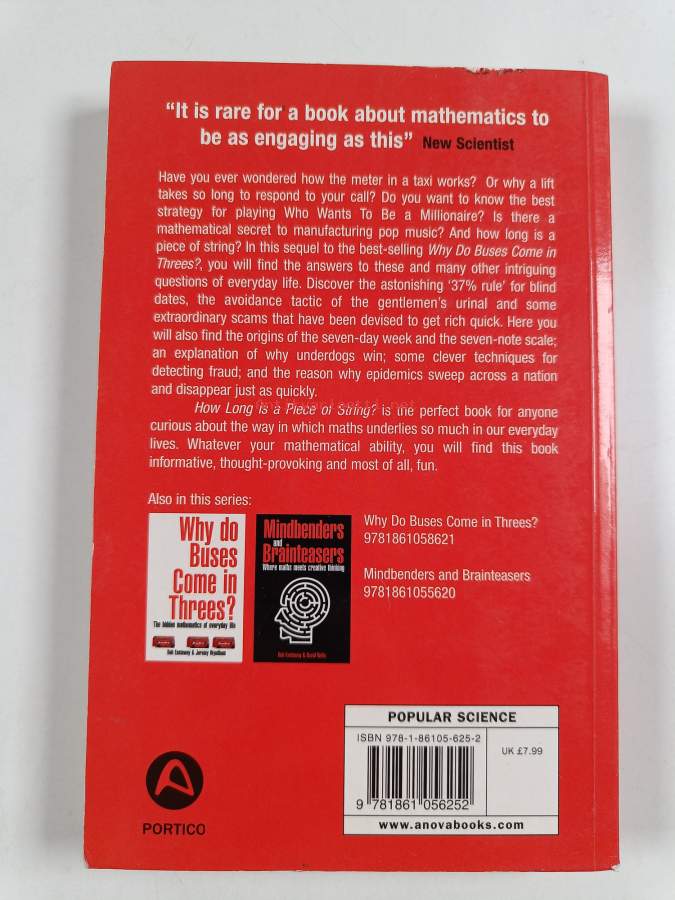 “It is rare for a book about mathematics to
be as engaging as this” New Scientist
Have you ever wondered how the meter in a taxi works? Or why a lift
takes so long to respond to your call? Do you want to know the best
strategy for playing Who Wants To Be a Millionaire? Is there a
mathematical secret to manufacturing pop music? And how long is a
piece of string? In this sequel to the best-selling Why Do Buses Come in
Threes?, you will find the answers to these and many other intriguing
questions of everyday life. Discover the astonishing ‘37% rule’ for blind
dates, the avoidance tactic of the gentlemen's urinal and some
extraordinary scams that have been devised to get rich quick. Here you
will also find the origins of the seven-day week and the seven-note scale;
an explanation of why underdogs win; some clever techniques for
detecting fraud; and the reason why epidemics sweep across a nation
and disappear just as quickly.
How Long is a Piece of String? is the perfect book for anyone
curious about the way in which maths underlies so much in our everyday
lives. Whatever your mathematical ability, you will find this book
informative, thought-provoking and most of all, fun.
Also in this series:
Why do
Buses
Come in
Threes?
The hidden mathematics of everyday life
Rob Eastaway & Jeremy Wyndham
Mindbenders
and
Brainteasers
Where maths meets creative thinking
Rob Eastaway & David Wells
Why Do Buses Come in Threes?
9781861058621
Mindbenders and Brainteasers
9781861055620
PORTICO
POPULAR SCIENCE
ISBN 978-1-86105-625-2
UK £7.99
9 781861 056252
www.anovabooks.com